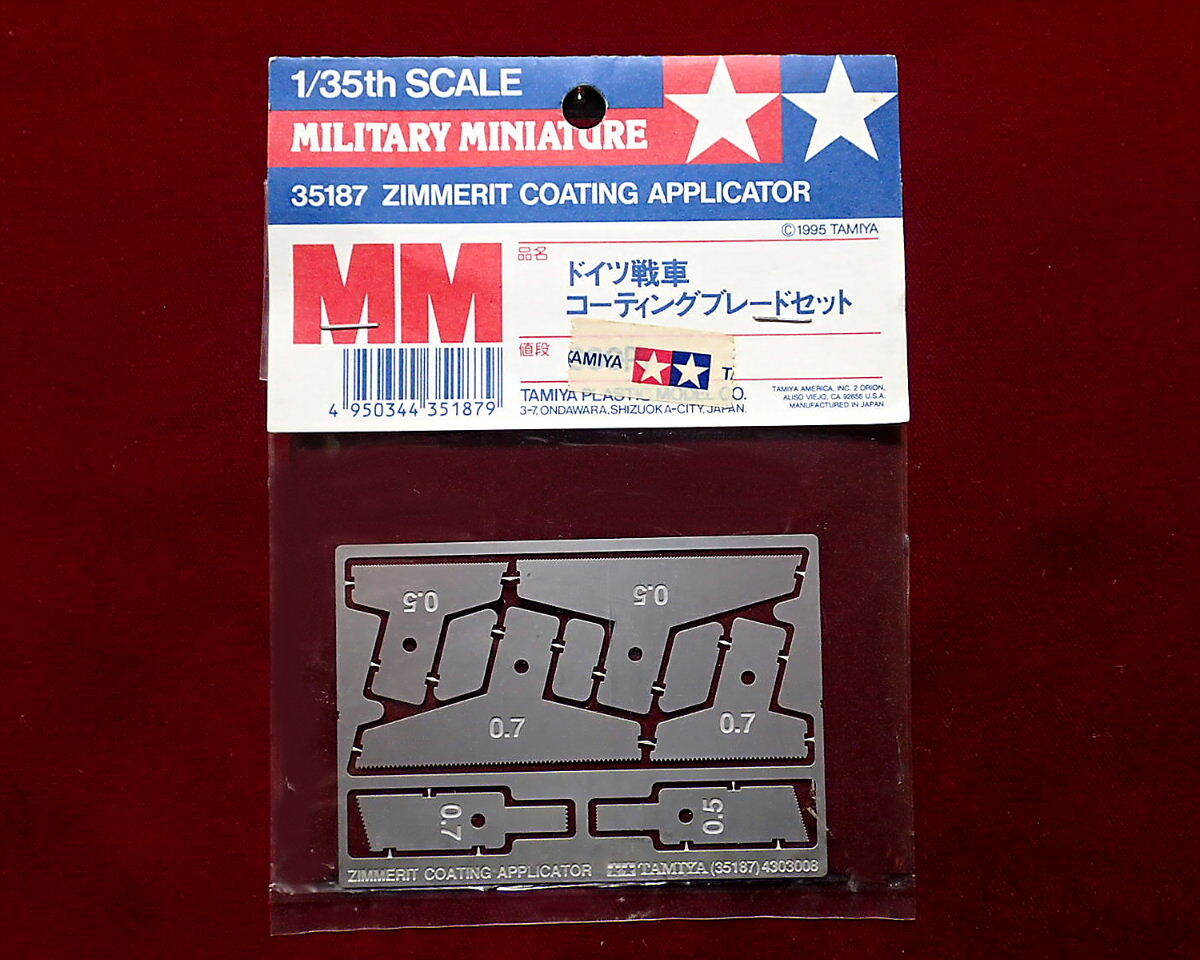 1/35th SCALE
MILITARY MINIATURE
35187 ZIMMERIT COATING APPLICATOR
©1995 TAMIYA
MM
品名
ドイツ戦車
コーティングブレードセット
値段
TAMIYA
TAMIYA PLASTIC MODEL CO.
3-7, ONDAWARA, SHIZUOKA-CITY, JAPAN.
TAMIYA AMERICA, INC. 2 ORION,
ALISO VIEJO, CA 92656 U.S.A.
MANUFACTURED IN JAPAN
4 950344 351879
0.5
0.5
0.7
0.7
0.7
0.5
ZIMMERIT COATING APPLICATOR TAMIYA (35187) 4303008